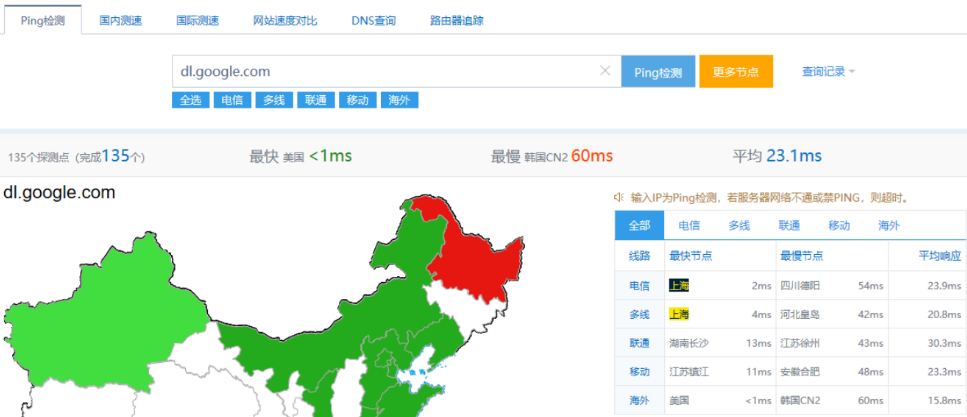 Ping检测 国内测速 国际测速 网站速度对比 DNS查询 路由器追踪
dl.google.com × Ping检测 更多节点 查询记录
全选 电信 多线 联通 移动 海外
135个探测点 (完成135个) 最快 美国 <1ms 最慢 韩国CN2 60ms 平均 23.1ms
dl.google.com
输入IP为Ping检测，若服务器网络不通或禁PING，则超时。
全部 电信 多线 联通 移动 海外
线路 最快节点 最慢节点 平均响应
电信 上海 2ms 四川德阳 54ms 23.9ms
多线 上海 4ms 河北皇岛 42ms 20.8ms
联通 湖南长沙 13ms 江苏徐州 43ms 30.3ms
移动 江苏镇江 11ms 安徽合肥 48ms 23.3ms
海外 美国 <1ms 韩国CN2 60ms 15.8ms